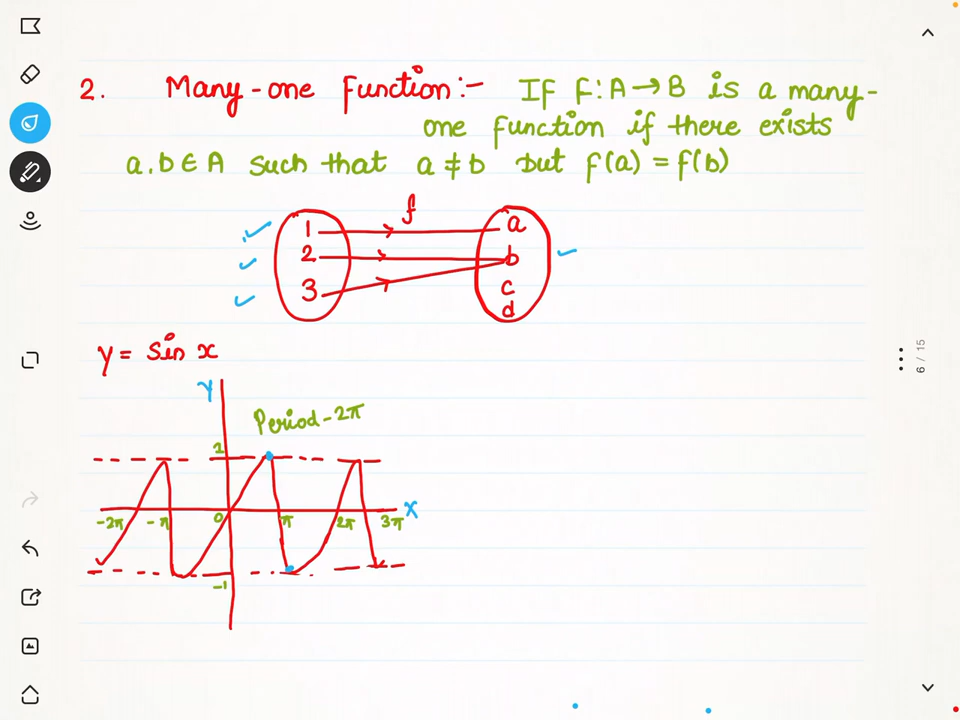 2. Many-one Function:- If F:A→B is a many-
one function if there exists
a,b∈A such that a≠b but f(a)=f(b)
f
1 a
2 b
3 c
d
y = sin x
Y
Period-2π
1
-2π -π 0 π 2π 3π X
-1
6 / 15